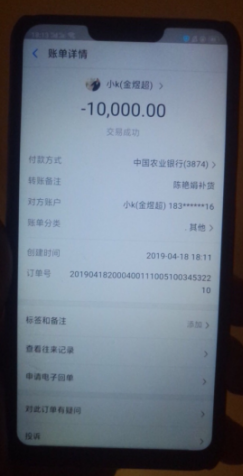 账单详情
小k(金煜超)
-10,000.00
交易成功
付款方式
中国农业银行(3874)
转账备注
陈艳娟补货
对方账户
小k(金煜超) 183******16
账单分类
其他
创建时间
2019-04-18 18:11
订单号
20190418200040011100510034532210
标签和备注
添加
查看往来记录
申请电子回单
对此订单有疑问
投诉